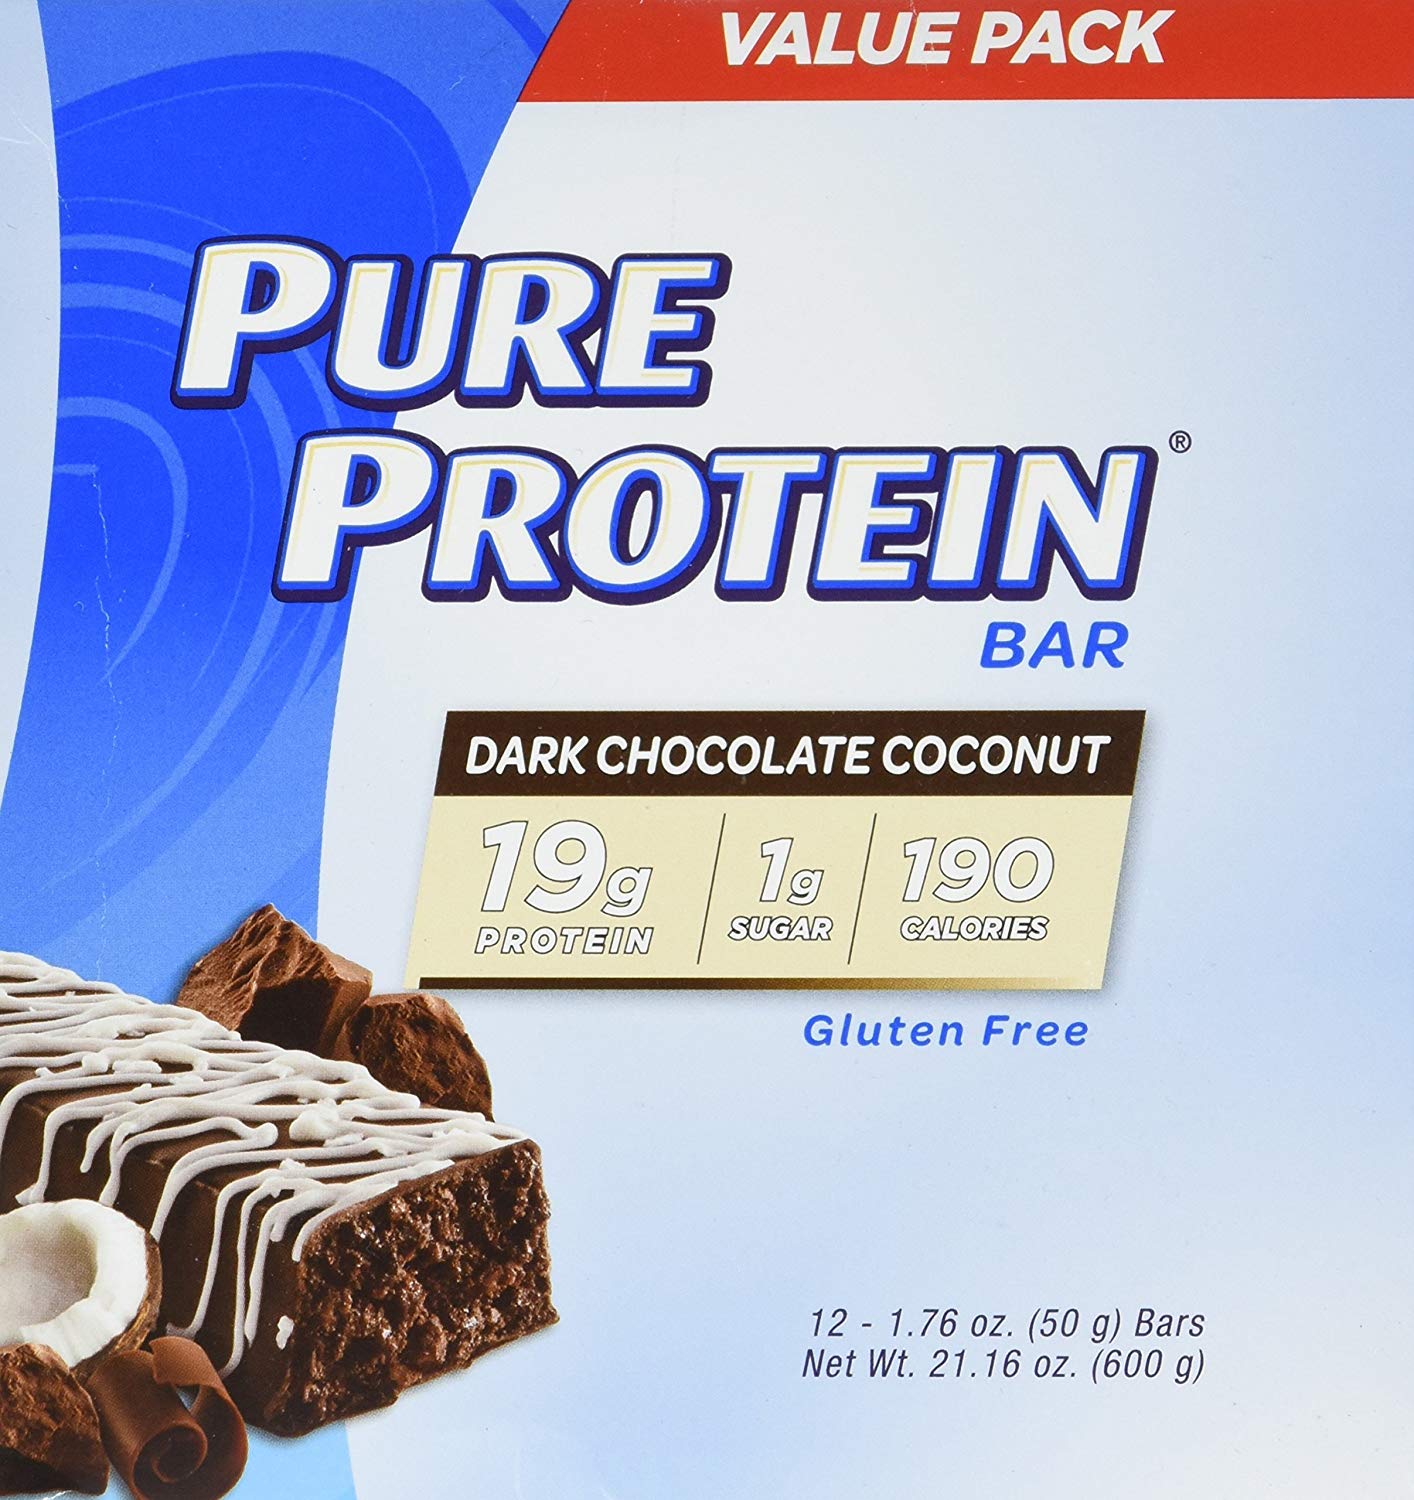 VALUE PACK
PURE
PROTEIN®
BAR
DARK CHOCOLATE COCONUT
19g 1g 190
PROTEIN SUGAR CALORIES
Gluten Free
12 - 1.76 oz. (50 g) Bars
Net Wt. 21.16 oz. (600 g)